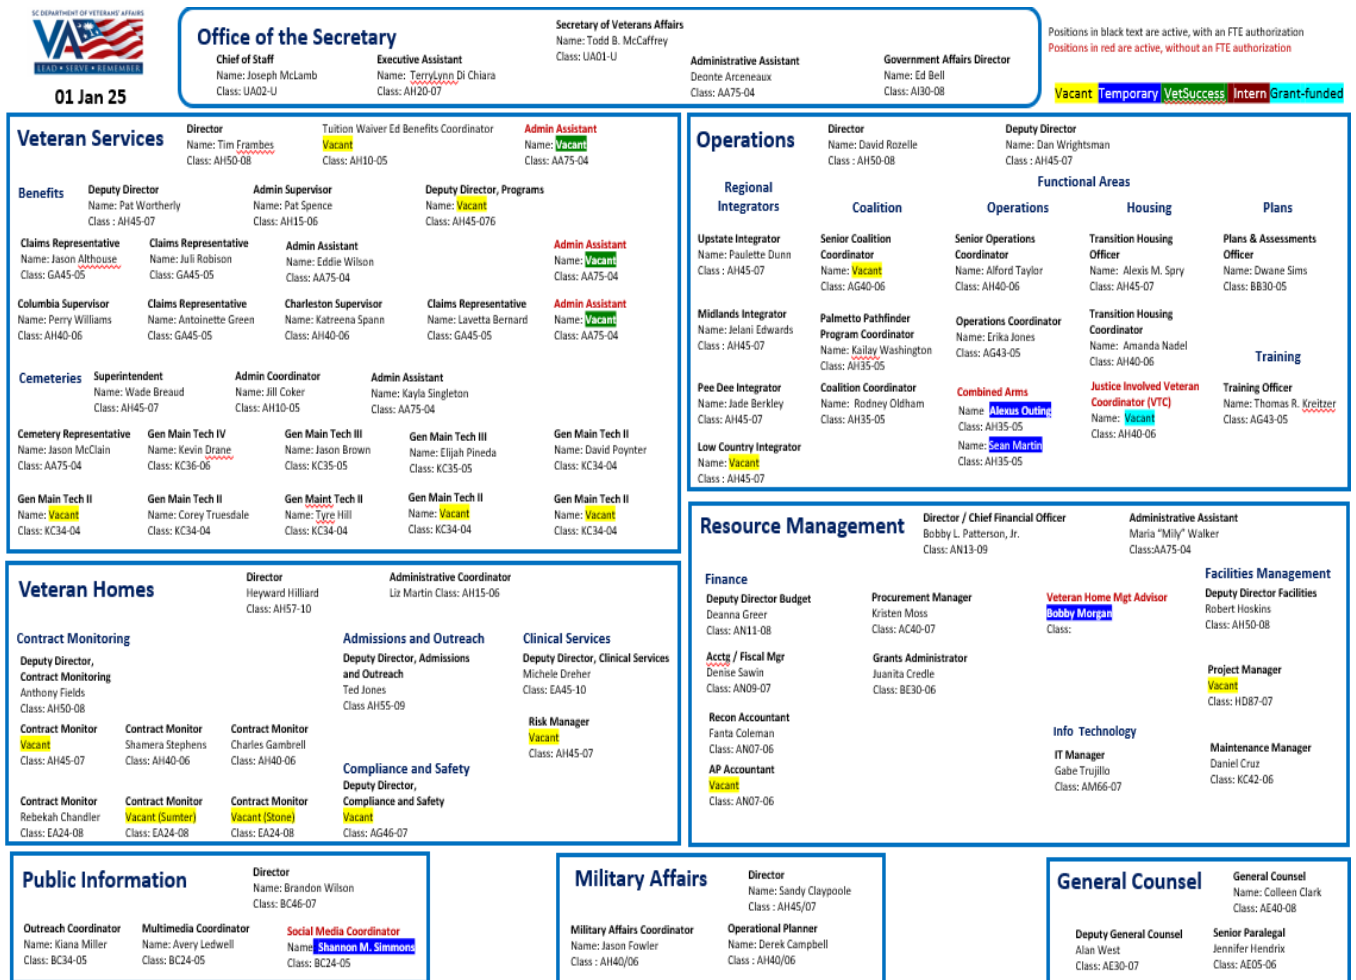 SC DEPARTMENT OF VETERANS' AFFAIRS
VA
LEAD • SERVE • REMEMBER
01 Jan 25
Office of the Secretary
Secretary of Veterans Affairs
Name: Todd B. McCaffrey
Class: UA01-U
Chief of Staff
Name: Joseph McLamb
Class: UA02-U
Executive Assistant
Name: TerryLynn Di Chiara
Class: AH20-07
Administrative Assistant
Deonte Arceneaux
Class: AA75-04
Government Affairs Director
Name: Ed Bell
Class: AI30-08
Positions in black text are active, with an FTE authorization
Positions in red are active, without an FTE authorization
Vacant Temporary VetSuccess Intern Grant-funded
Veteran Services
Director
Name: Tim Frambes
Class: AH50-08
Tuition Waiver Ed Benefits Coordinator
Vacant
Class: AH10-05
Admin Assistant
Name: Vacant
Class: AA75-04
Benefits
Deputy Director
Name: Pat Wortherly
Class : AH45-07
Admin Supervisor
Name: Pat Spence
Class: AH15-06
Deputy Director, Programs
Name: Vacant
Class : AH45-076
Claims Representative
Name: Jason Althouse
Class: GA45-05
Claims Representative
Name: Juli Robison
Class: GA45-05
Admin Assistant
Name: Eddie Wilson
Class: AA75-04
Admin Assistant
Name: Vacant
Class: AA75-04
Columbia Supervisor
Name: Perry Williams
Class: AH40-06
Claims Representative
Name: Antoinette Green
Class: GA45-05
Charleston Supervisor
Name: Katreena Spann
Class: AH40-06
Claims Representative
Name: Lavetta Bernard
Class: GA45-05
Admin Assistant
Name: Vacant
Class: AA75-04
Cemeteries
Superintendent
Name: Wade Breaud
Class: AH45-07
Admin Coordinator
Name: Jill Coker
Class: AH10-05
Admin Assistant
Name: Kayla Singleton
Class: AA75-04
Cemetery Representative
Name: Jason McClain
Class: AA75-04
Gen Main Tech IV
Name: Kevin Drane
Class: KC36-06
Gen Main Tech III
Name: Jason Brown
Class: KC35-05
Gen Main Tech III
Name: Elijah Pineda
Class: KC35-05
Gen Main Tech II
Name: David Poynter
Class: KC34-04
Gen Main Tech II
Name: Vacant
Class: KC34-04
Gen Main Tech II
Name: Corey Truesdale
Class: KC34-04
Gen Maint Tech II
Name: Tyre Hill
Class: KC34-04
Gen Main Tech II
Name: Vacant
Class: KC34-04
Gen Main Tech II
Name: Vacant
Class: KC34-04
Operations
Director
Name: David Rozelle
Class : AH50-08
Deputy Director
Name: Dan Wrightsman
Class : AH45-07
Functional Areas
Regional
Integrators
Coalition
Operations
Housing
Plans
Upstate Integrator
Name: Paulette Dunn
Class : AH45-07
Senior Coalition
Coordinator
Name: Vacant
Class: AG40-06
Senior Operations
Coordinator
Name: Alford Taylor
Class: AH40-06
Transition Housing
Officer
Name: Alexis M. Spry
Class: AH45-07
Plans & Assessments
Officer
Name: Dwane Sims
Class: BB30-05
Midlands Integrator
Name: Jelani Edwards
Class : AH45-07
Palmetto Pathfinder
Program Coordinator
Name: Kailay Washington
Class: AH35-05
Operations Coordinator
Name: Erika Jones
Class: AG43-05
Transition Housing
Coordinator
Name: Amanda Nadel
Class: AH40-06
Training
Pee Dee Integrator
Name: Jade Berkley
Class: AH45-07
Coalition Coordinator
Name: Rodney Oldham
Class: AH35-05
Combined Arms
Name Alexus Outing
Class: AH35-05
Name: Sean Martin
Class: AH35-05
Justice Involved Veteran
Coordinator (VTC)
Name: Vacant
Class: AH40-06
Training Officer
Name: Thomas R. Kreitzer
Class: AG43-05
Low Country Integrator
Name: Vacant
Class : AH45-07
Veteran Homes
Director
Heyward Hilliard
Class: AH57-10
Administrative Coordinator
Liz Martin Class: AH15-06
Contract Monitoring
Deputy Director,
Contract Monitoring
Anthony Fields
Class: AH50-08
Admissions and Outreach
Deputy Director, Admissions
and Outreach
Ted Jones
Class AH55-09
Clinical Services
Deputy Director, Clinical Services
Michele Dreher
Class: EA45-10
Contract Monitor
Vacant
Class: AH45-07
Contract Monitor
Shamera Stephens
Class: AH40-06
Contract Monitor
Charles Gambrell
Class: AH40-06
Risk Manager
Vacant
Class: AH45-07
Compliance and Safety
Deputy Director,
Compliance and Safety
Vacant
Class: AG46-07
Contract Monitor
Rebekah Chandler
Class: EA24-08
Contract Monitor
Vacant (Sumter)
Class: EA24-08
Contract Monitor
Vacant (Stone)
Class: EA24-08
Resource Management
Director / Chief Financial Officer
Bobby L. Patterson, Jr.
Class: AN13-09
Administrative Assistant
Maria "Mily" Walker
Class:AA75-04
Finance
Deputy Director Budget
Deanna Greer
Class: AN11-08
Procurement Manager
Kristen Moss
Class: AC40-07
Veteran Home Mgt Advisor
Bobby Morgan
Class:
Facilities Management
Deputy Director Facilities
Robert Hoskins
Class: AH50-08
Acctg / Fiscal Mgr
Denise Sawin
Class: AN09-07
Grants Administrator
Juanita Credle
Class: BE30-06
Project Manager
Vacant
Class: HD87-07
Recon Accountant
Fanta Coleman
Class: AN07-06
Info Technology
IT Manager
Gabe Trujillo
Class: AM66-07
Maintenance Manager
Daniel Cruz
Class: KC42-06
AP Accountant
Vacant
Class: AN07-06
Public Information
Director
Name: Brandon Wilson
Class: BC46-07
Outreach Coordinator
Name: Kiana Miller
Class: BC34-05
Multimedia Coordinator
Name: Avery Ledwell
Class: BC24-05
Social Media Coordinator
Name Shannon M. Simmons
Class: BC24-05
Military Affairs
Director
Name: Sandy Claypoole
Class : AH45/07
Military Affairs Coordinator
Name: Jason Fowler
Class : AH40/06
Operational Planner
Name: Derek Campbell
Class : AH40/06
General Counsel
General Counsel
Name: Colleen Clark
Class: AE40-08
Deputy General Counsel
Alan West
Class: AE30-07
Senior Paralegal
Jennifer Hendrix
Class: AE05-06